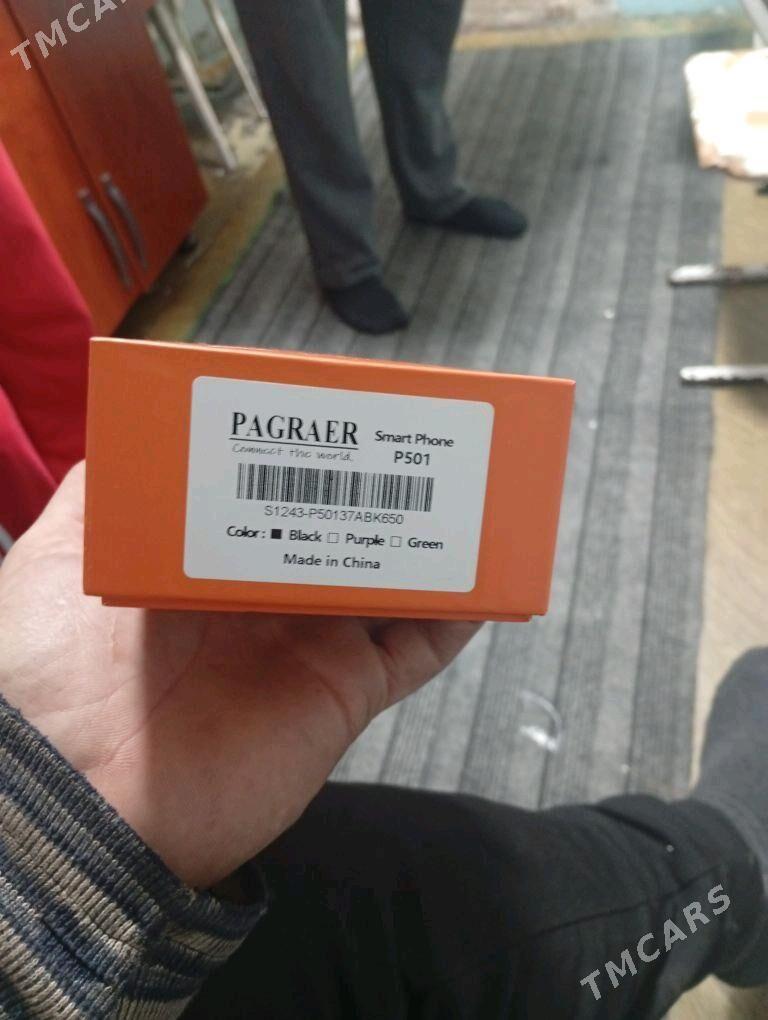 TMCARS
PAGRAER Smart Phone
Connect the world. P501
S1243-P50137ABK650
Color: ■ Black □ Purple □ Green
Made in China
TMCARS